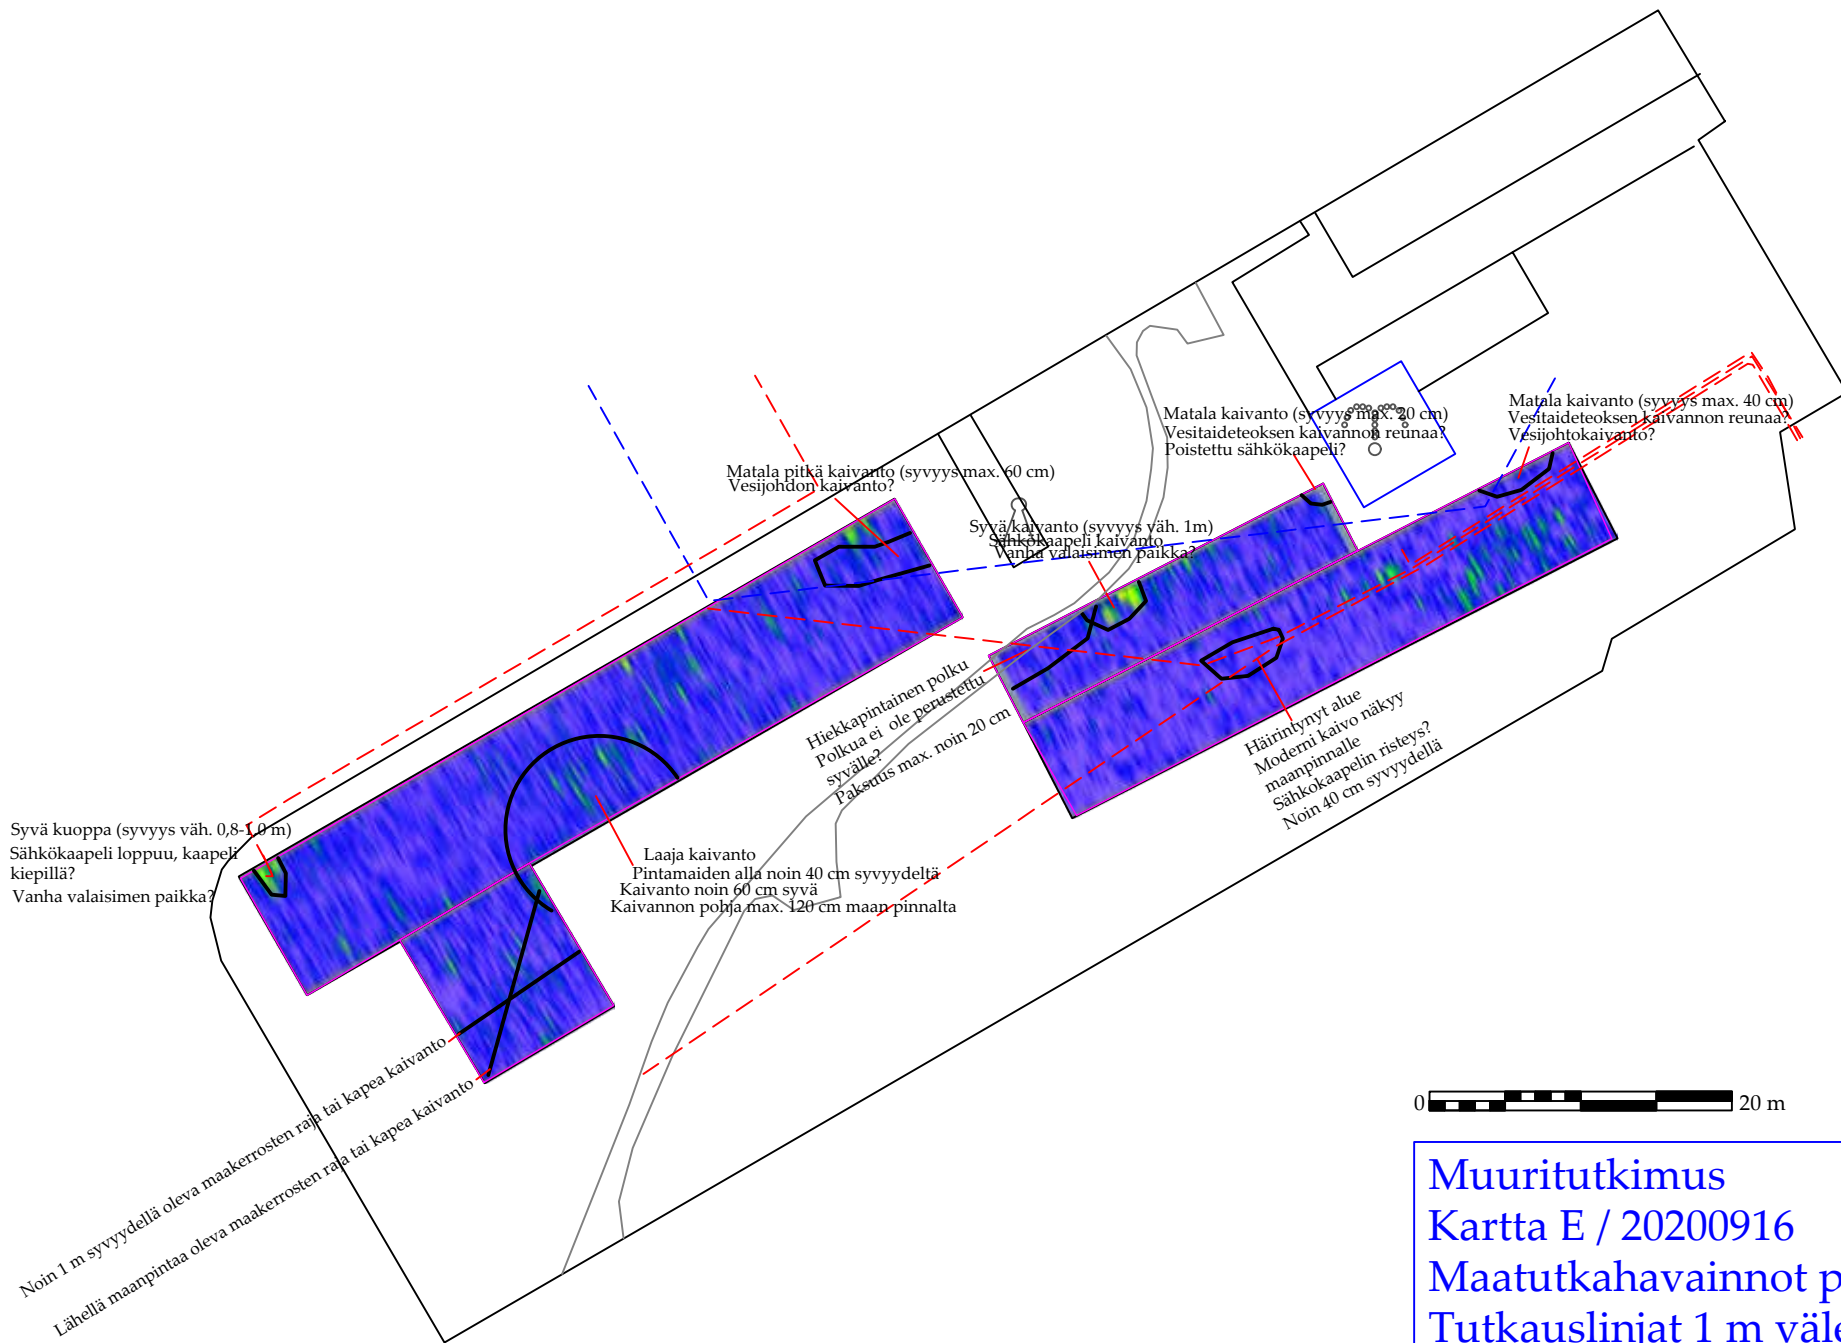 Matala kaivanto (syvyys max. 40 cm)
Vesitaideteoksen kaivannon reunaa?
Vesijohtokaivanto?
Matala kaivanto (syvyys max. 20 cm)
Vesitaideteoksen kaivannon reunaa?
Poistettu sähkökaapeli?
Matala pitkä kaivanto (syvyys max. 60 cm)
Vesijohdon kaivanto?
Syvä kaivanto (syvyys väh. 1m)
Sähkökaapeli kaivanto
Vanha valaisimen paikka?
Hiekkapintainen polku
Polkua ei ole perustettu
syvälle?
Paksuus max. noin 20 cm
Häirintynyt alue
Moderni kaivo näkyy
maanpinnalle
Sähkokaapelin risteys?
Noin 40 cm syvyydellä
Syvä kuoppa (syvyys väh. 0,8-1,0 m)
Sähkökaapeli loppuu, kaapeli
kiepillä?
Vanha valaisimen paikka?
Laaja kaivanto
Pintamaiden alla noin 40 cm syvyydeltä
Kaivanto noin 60 cm syvä
Kaivannon pohja max. 120 cm maan pinnalta
Noin 1 m syvyydellä oleva maakerrosten raja tai kapea kaivanto
Lähellä maanpintaa oleva maakerrosten raja tai kapea kaivanto
0 20 m
Muuritutkimus
Kartta E / 20200916
Maatutkahavainnot p
Tutkauslinjat 1 m väle